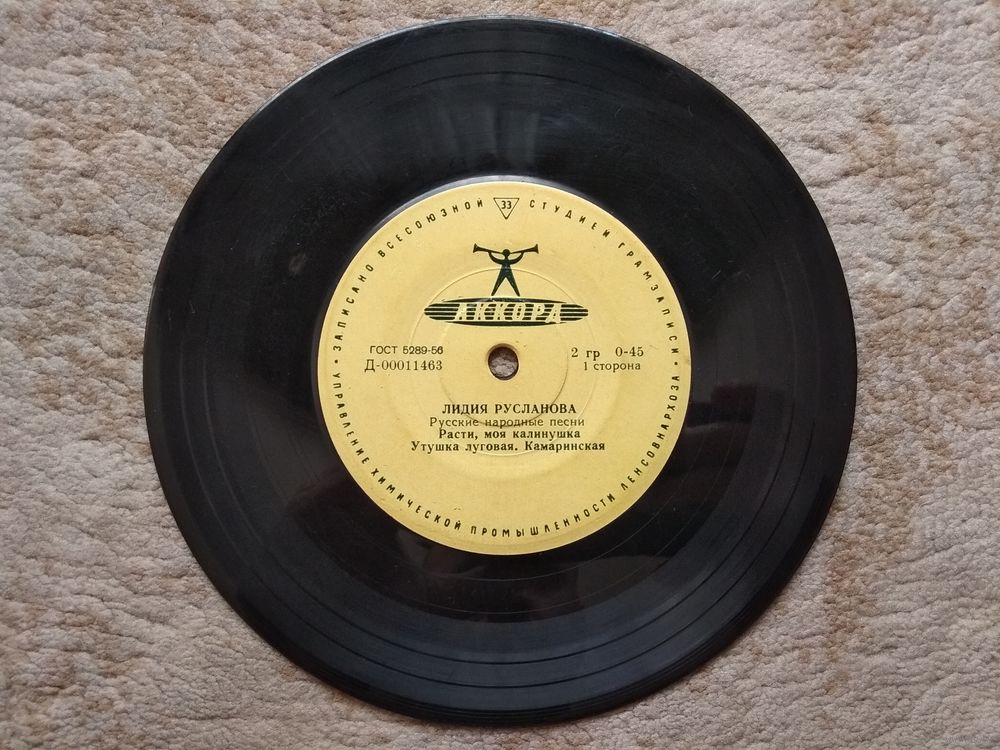 ЗАПИСАНО ВСЕСОЮЗНОЙ 33 СТУДИЕЙ ГРАМЗАПИСИ
АККОРД
ГОСТ 5289-56
Д-00011463
2 гр 0-45
1 сторона
ЛИДИЯ РУСЛАНОВА
Русские народные песни
Расти, моя калинушка
Утушка луговая. Камаринская
• УПРАВЛЕНИЕ ХИМИЧЕСКОЙ ПРОМЫШЛЕННОСТИ ЛЕНСОВНАРХОЗА •